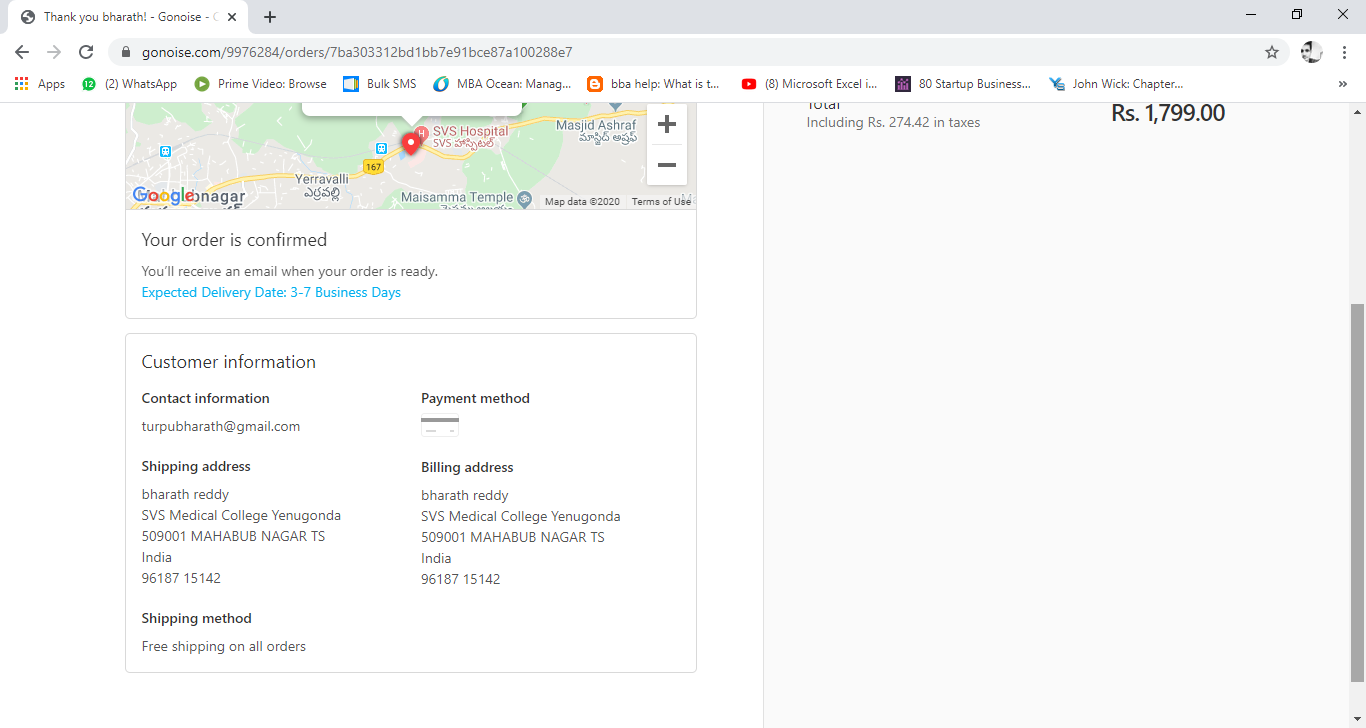 Thank you bharath! - Gonoise - C
gonoise.com/9976284/orders/7ba303312bd1bb7e91bce87a100288e7
Apps
12
(2) WhatsApp
Prime Video: Browse
Bulk SMS
MBA Ocean: Manag...
bba help: What is t...
(8) Microsoft Excel i...
80 Startup Business...
John Wick: Chapter...
»
H
SVS Hospital
SVS హాస్పిటల్
Masjid Ashraf
మాస్జిద్ అష్రఫ్
167
Yerravalli
ఎర్రవల్లి
Maisamma Temple
Google
bnagar
Map data ©2020
Terms of Use
+
−
Your order is confirmed
You'll receive an email when your order is ready.
Expected Delivery Date: 3-7 Business Days
Customer information
Contact information
turpubharath@gmail.com
Payment method
Shipping address
bharath reddy
SVS Medical College Yenugonda
509001 MAHABUB NAGAR TS
India
96187 15142
Billing address
bharath reddy
SVS Medical College Yenugonda
509001 MAHABUB NAGAR TS
India
96187 15142
Shipping method
Free shipping on all orders
Total
Including Rs. 274.42 in taxes
Rs. 1,799.00